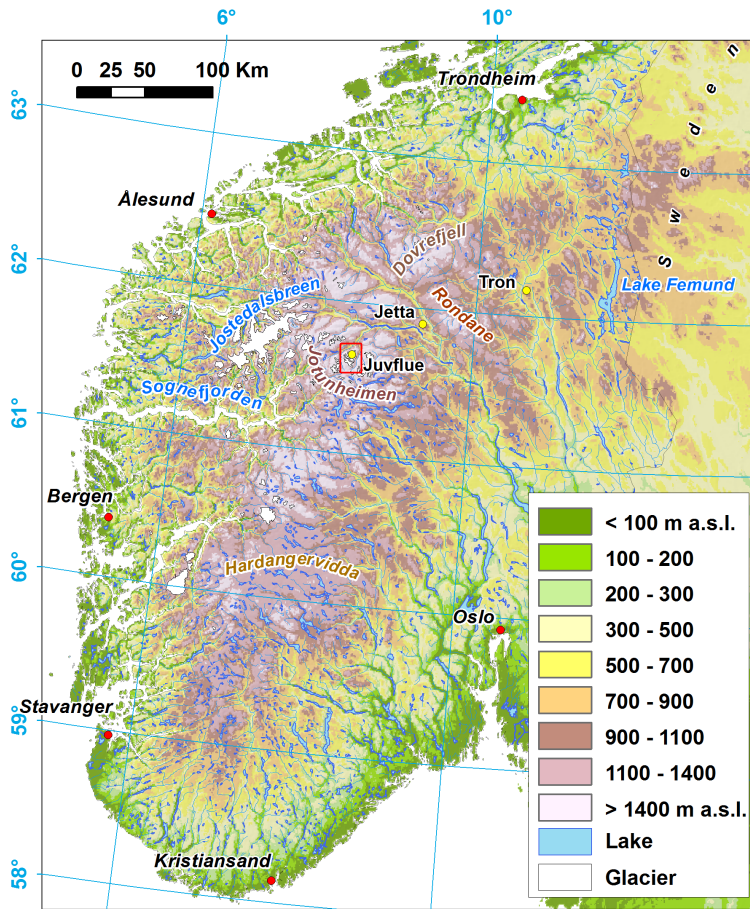 6° 10°
0 25 50 100 Km
63°
Trondheim
Sweden
Ålesund
62°
Dovrefjell
Tron
Lake Femund
Jostedalsbreen
Rondane
Jetta
Juvflue
Jotunheimen
Sognefjorden
61°
Bergen
< 100 m a.s.l.
100 - 200
200 - 300
300 - 500
500 - 700
700 - 900
900 - 1100
1100 - 1400
> 1400 m a.s.l.
Lake
Glacier
60°
Hardangervidda
Oslo
Stavanger
59°
Kristiansand
58°